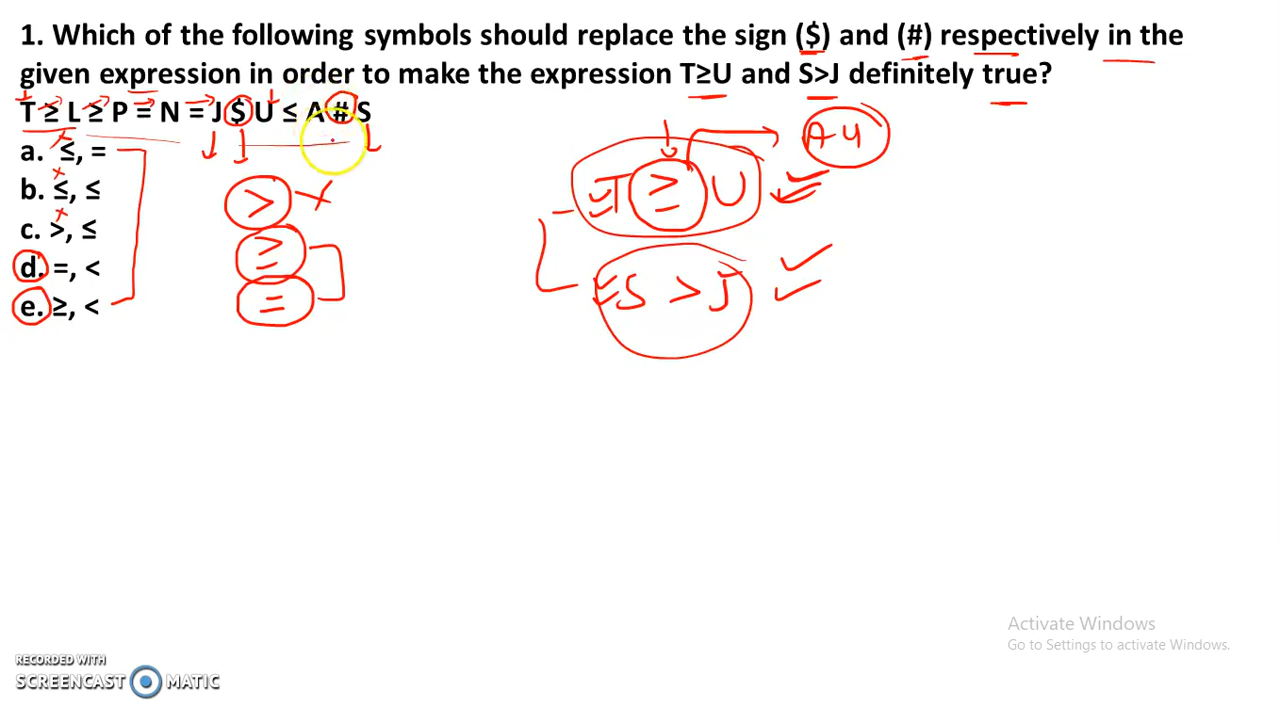 1. Which of the following symbols should replace the sign ($) and (#) respectively in the
given expression in order to make the expression T≥U and S>J definitely true?
T ≥ L ≥ P = N = J $ U ≤ A # S
a. ≤, =
b. ≤, ≤
c. >, ≤
d. =, <
e. ≥, <
>
≥
=
T ≥ U
S > J
Activate Windows
Go to Settings to activate Windows.
RECORDED WITH
SCREENCAST MATIC